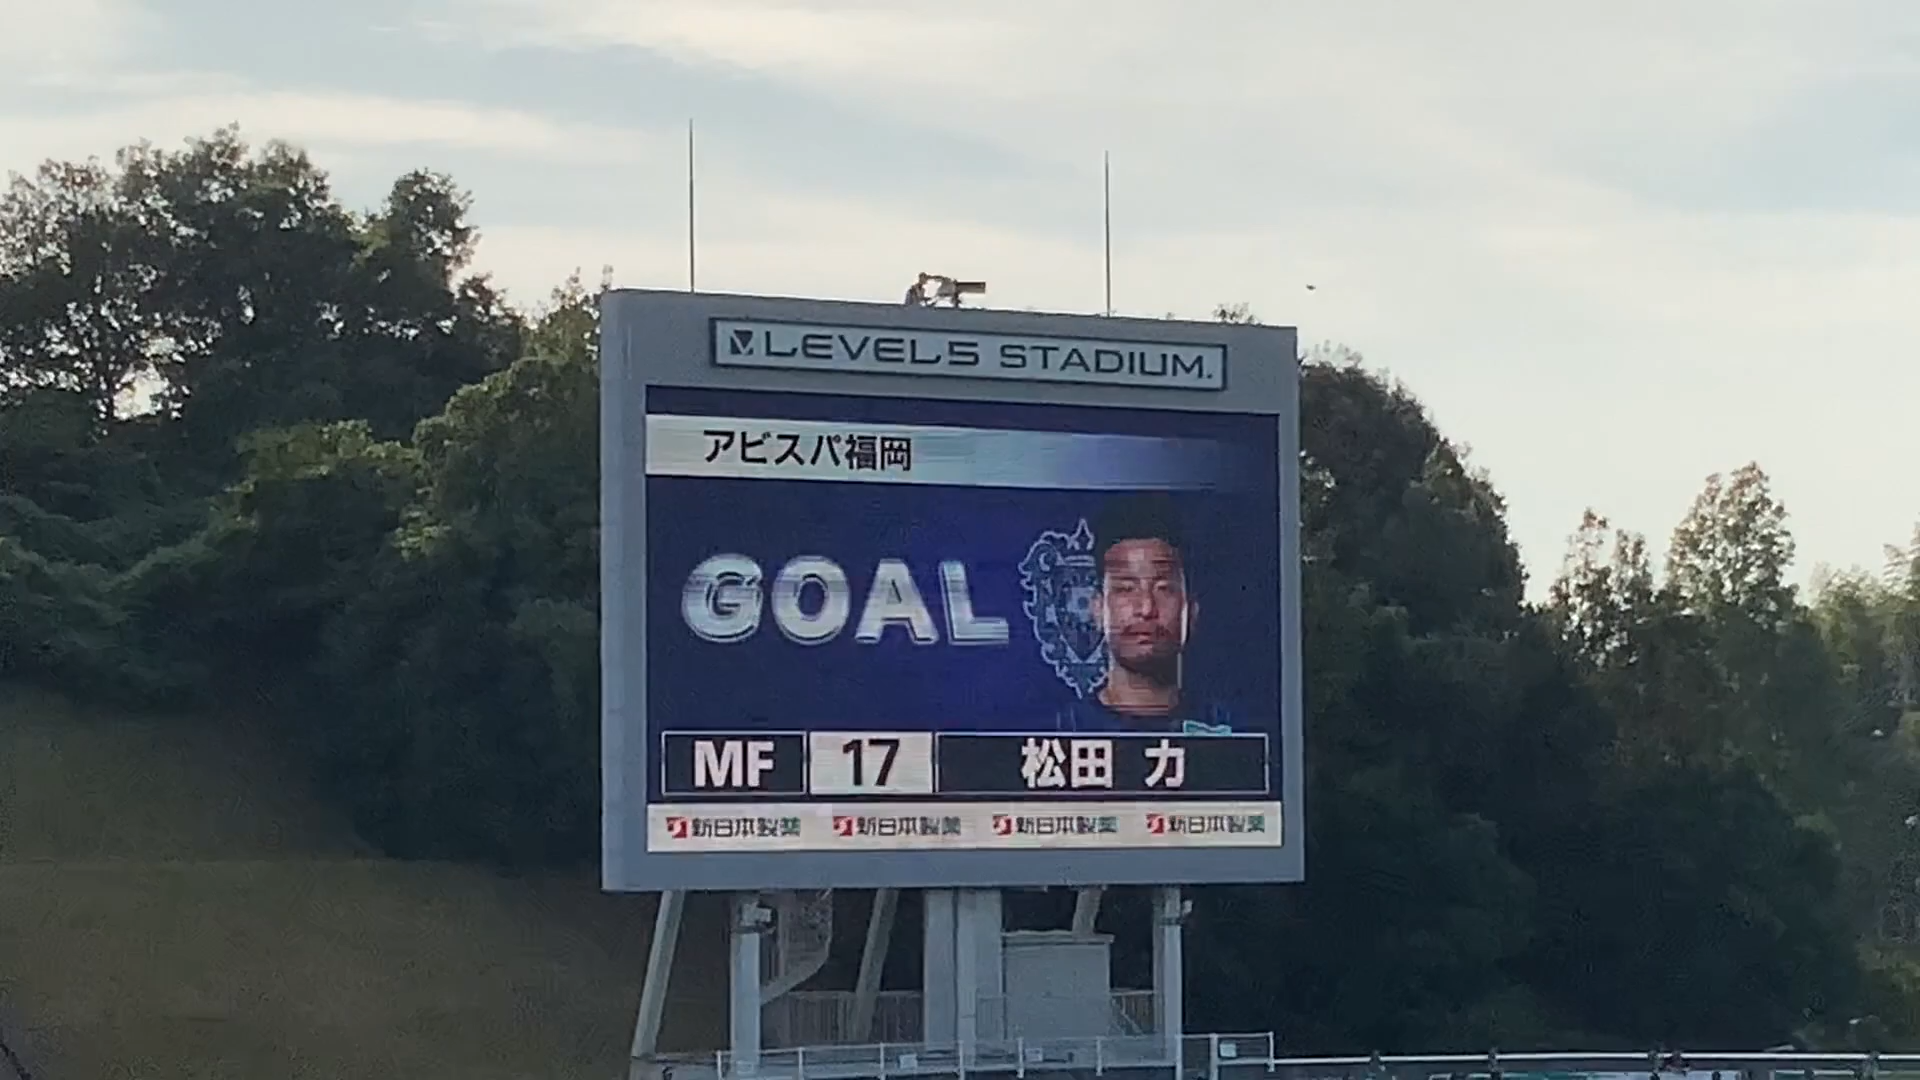 LEVEL5 STADIUM.
アビスパ福岡
GOAL
MF 17 松田 力
新日本製薬 新日本製薬 新日本製薬 新日本製薬